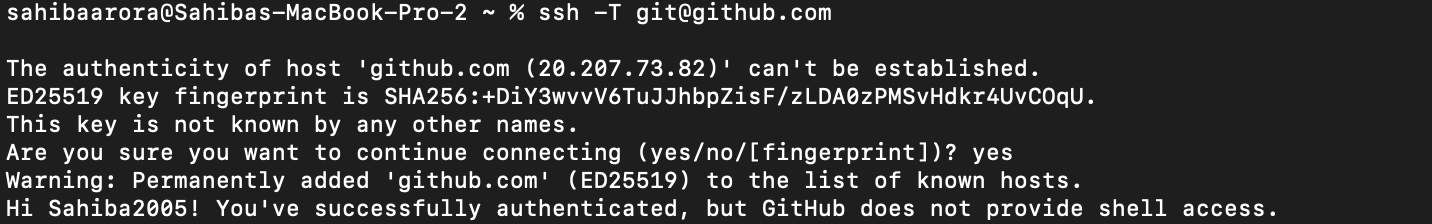 sahibaarora@Sahibas-MacBook-Pro-2 ~ % ssh -T git@github.com
The authenticity of host 'github.com (20.207.73.82)' can't be established.
ED25519 key fingerprint is SHA256:+DiY3wvvV6TuJJhbpZisF/zLDA0zPMSvHdkr4UvCOqU.
This key is not known by any other names.
Are you sure you want to continue connecting (yes/no/[fingerprint])? yes
Warning: Permanently added 'github.com' (ED25519) to the list of known hosts.
Hi Sahiba2005! You've successfully authenticated, but GitHub does not provide shell access.